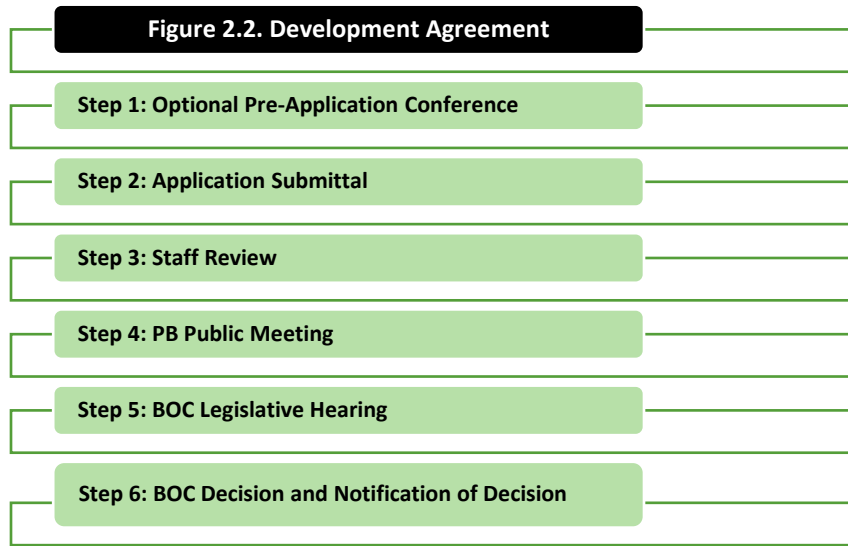 Figure 2.2. Development Agreement
Step 1: Optional Pre-Application Conference
Step 2: Application Submittal
Step 3: Staff Review
Step 4: PB Public Meeting
Step 5: BOC Legislative Hearing
Step 6: BOC Decision and Notification of Decision